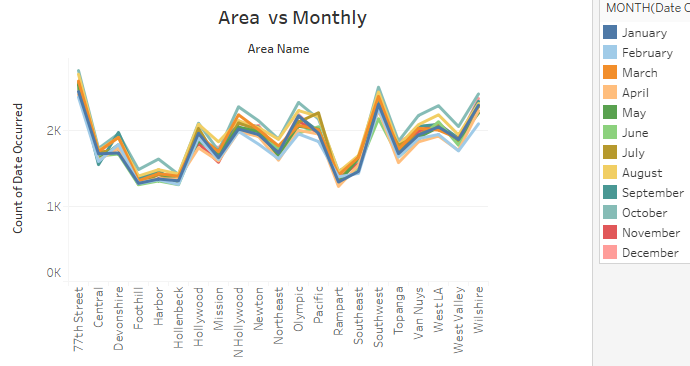 Area vs Monthly
Area Name
Count of Date Occurred
2K
1K
0K
77th Street
Central
Devonshire
Foothill
Harbor
Hollenbeck
Hollywood
Mission
N Hollywood
Newton
Northeast
Olympic
Pacific
Rampart
Southeast
Southwest
Topanga
Van Nuys
West LA
West Valley
Wilshire
MONTH(Date O
January
February
March
April
May
June
July
August
September
October
November
December